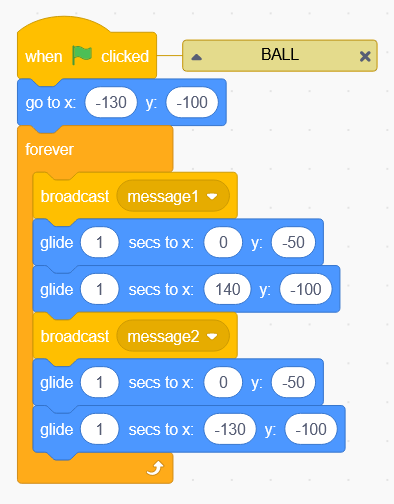 when clicked BALL
go to x: -130 y: -100
forever
broadcast message1
glide 1 secs to x: 0 y: -50
glide 1 secs to x: 140 y: -100
broadcast message2
glide 1 secs to x: 0 y: -50
glide 1 secs to x: -130 y: -100